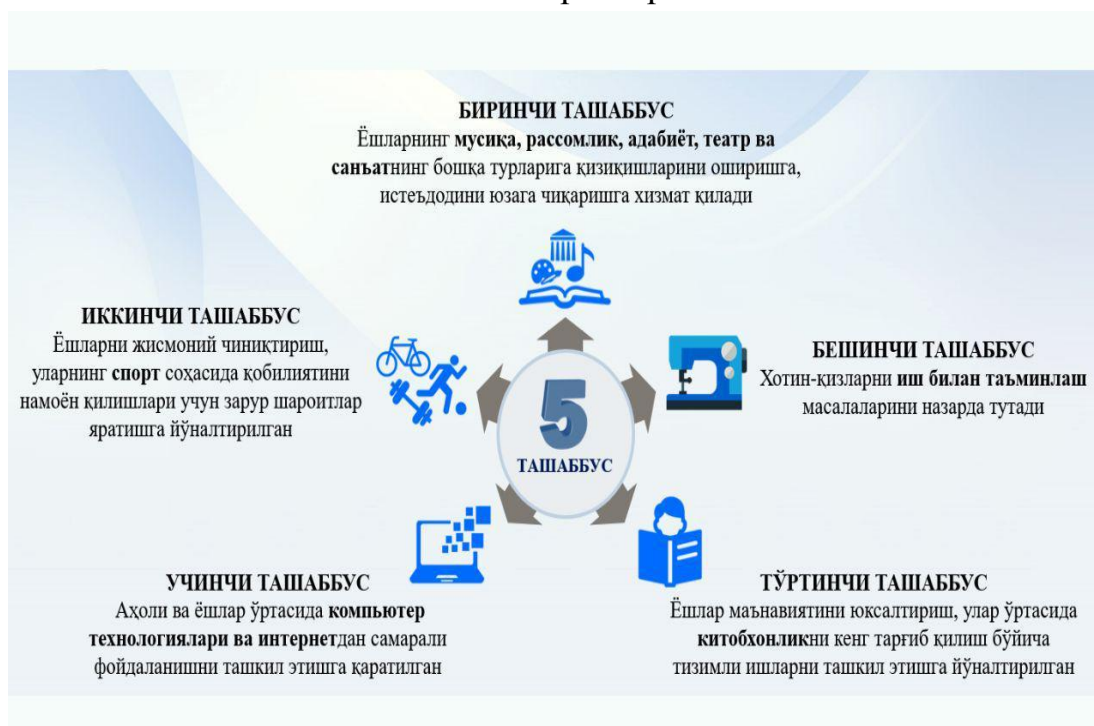 БИРИНЧИ ТАШАББУС
Ёшларнинг мусиқа, рассомлик, адабиёт, театр ва
санъатнинг бошқа турларига қизиқишларини оширишга,
истеъдодини юзага чиқаришга хизмат қилади
ИККИНЧИ ТАШАББУС
Ёшларни жисмоний чиниқтириш,
уларнинг спорт соҳасида қобилиятини
намоён қилишлари учун зарур шароитлар
яратишга йўналтирилган
БЕШИНЧИ ТАШАББУС
Хотин-қизларни иш билан таъминлаш
масалаларини назарда тутади
5
ТАШАББУС
УЧИНЧИ ТАШАББУС
Аҳоли ва ёшлар ўртасида компьютер
технологиялари ва интернетдан самарали
фойдаланишни ташкил этишга қаратилган
ТЎРТИНЧИ ТАШАББУС
Ёшлар маънавиятини юксалтириш, улар ўртасида
китобхонликни кенг тарғиб қилиш бўйича
тизимли ишларни ташкил этишга йўналтирилган